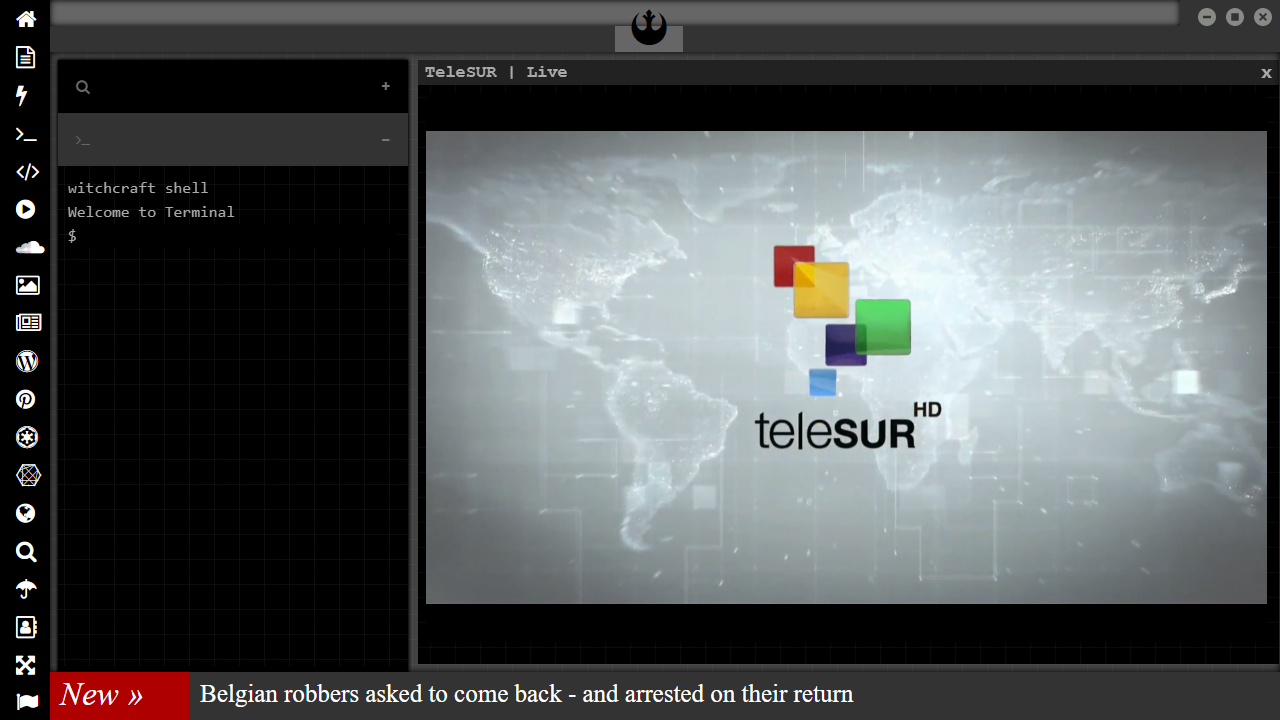 TeleSUR | Live
x
witchcraft shell
Welcome to Terminal
$
teleSUR HD
New »
Belgian robbers asked to come back - and arrested on their return